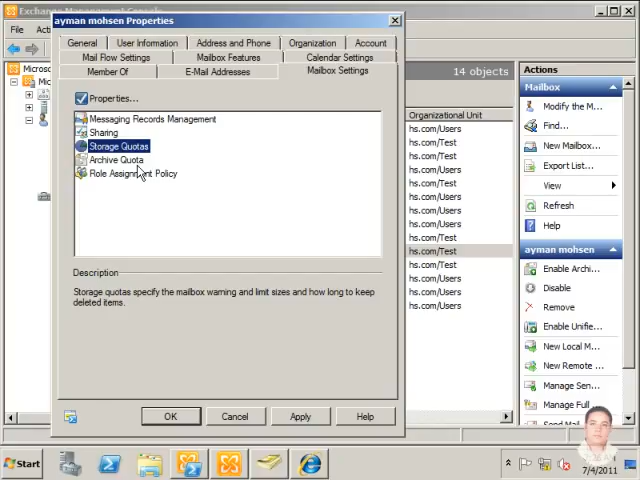 Exchange Management Console
File
Ac
ayman mohsen Properties
General
User Information
Address and Phone
Organization
Account
Mail Flow Settings
Mailbox Features
Calendar Settings
Member Of
E-Mail Addresses
Mailbox Settings
Properties...
Messaging Records Management
Sharing
Storage Quotas
Archive Quota
Role Assignment Policy
Description
Storage quotas specify the mailbox warning and limit sizes and how long to keep
deleted items.
OK
Cancel
Apply
Help
Microso
Mic
14 objects
Organizational Unit
hs.com/Users
hs.com/Test
hs.com/Test
hs.com/Test
hs.com/Users
hs.com/Users
hs.com/Users
hs.com/Users
hs.com/Users
hs.com/Test
hs.com/Test
hs.com/Test
hs.com/Users
hs.com/Users
Actions
Mailbox
Modify the M...
Find...
New Mailbox...
Export List...
View
Refresh
Help
ayman mohsen
Enable Archi...
Disable
Remove
Enable Unifie...
New Local M...
New Remote ...
Manage Sen...
Manage Full ...
Send Mail
Start
7/4/2011